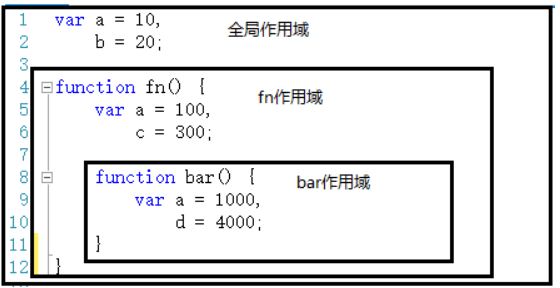 1 var a = 10, 全局作用域
2 b = 20;
3
4 function fn() { fn作用域
5 var a = 100,
6 c = 300;
7
8 function bar() { bar作用域
9 var a = 1000,
10 d = 4000;
11 }
12 }